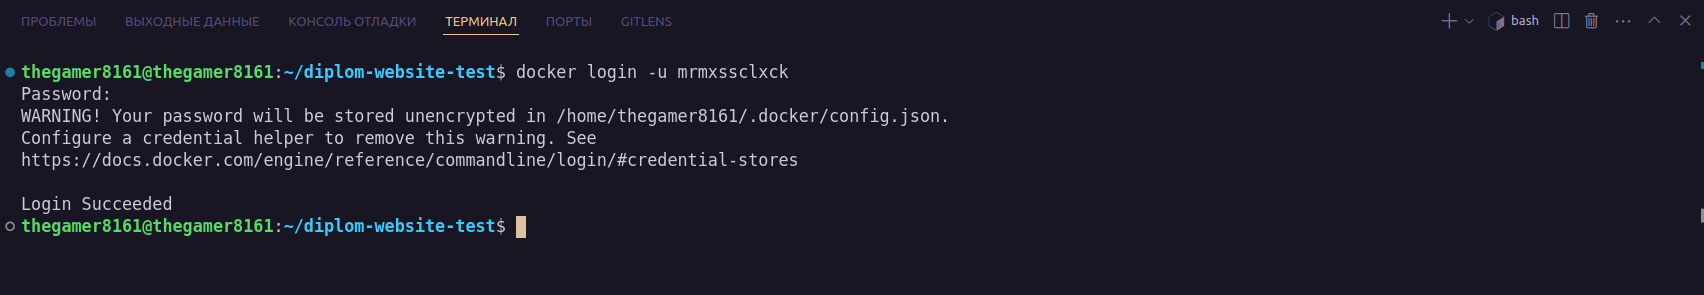 ПРОБЛЕМЫ ВЫХОДНЫЕ ДАННЫЕ КОНСОЛЬ ОТЛАДКИ ТЕРМИНАЛ ПОРТЫ GITLENS bash
thegamer8161@thegamer8161:~/diplom-website-test$ docker login -u mrmxssclxck
Password:
WARNING! Your password will be stored unencrypted in /home/thegamer8161/.docker/config.json.
Configure a credential helper to remove this warning. See
https://docs.docker.com/engine/reference/commandline/login/#credential-stores
Login Succeeded
thegamer8161@thegamer8161:~/diplom-website-test$